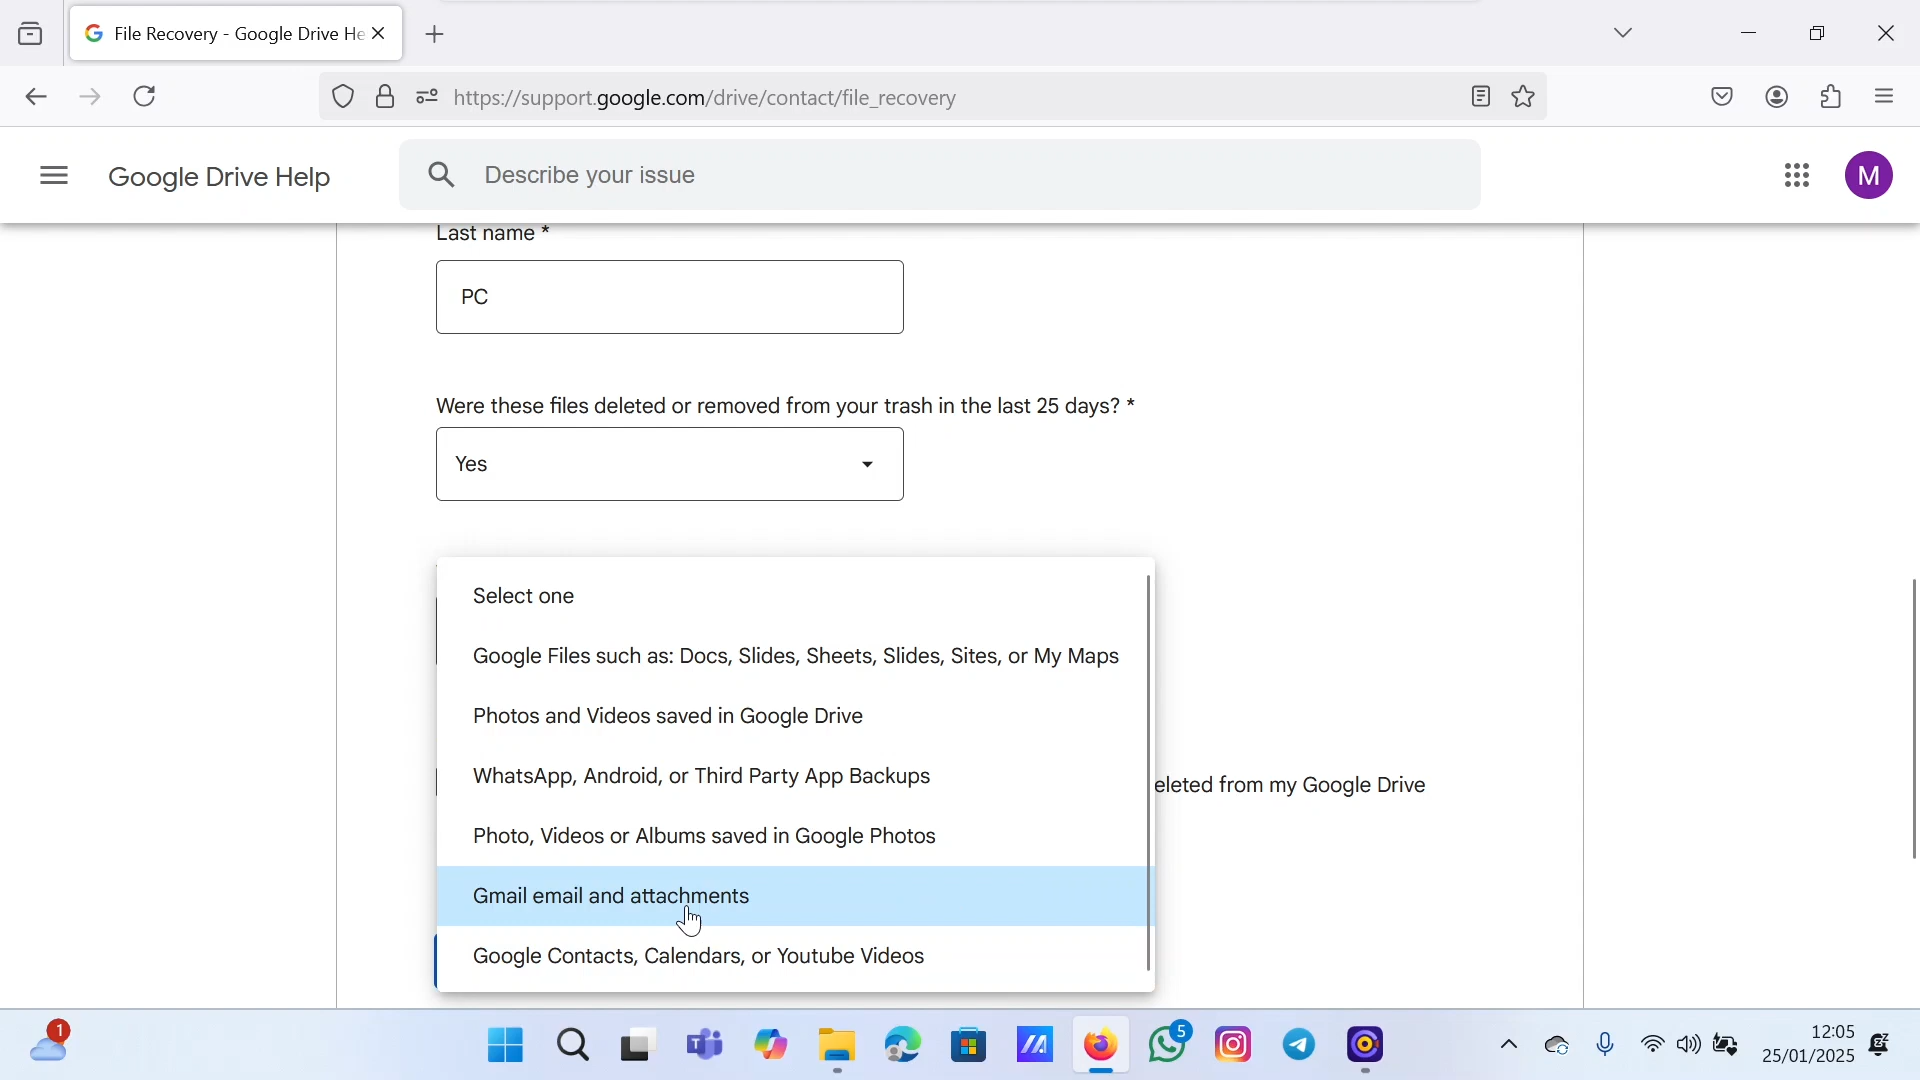 File Recovery - Google Drive He
https://support.google.com/drive/contact/file_recovery
Google Drive Help
Describe your issue
M
Last name *
PC
Were these files deleted or removed from your trash in the last 25 days? *
Yes
Select one
Google Files such as: Docs, Slides, Sheets, Slides, Sites, or My Maps
Photos and Videos saved in Google Drive
WhatsApp, Android, or Third Party App Backups
eleted from my Google Drive
Photo, Videos or Albums saved in Google Photos
Gmail email and attachments
Google Contacts, Calendars, or Youtube Videos
1
5
12:05
25/01/2025